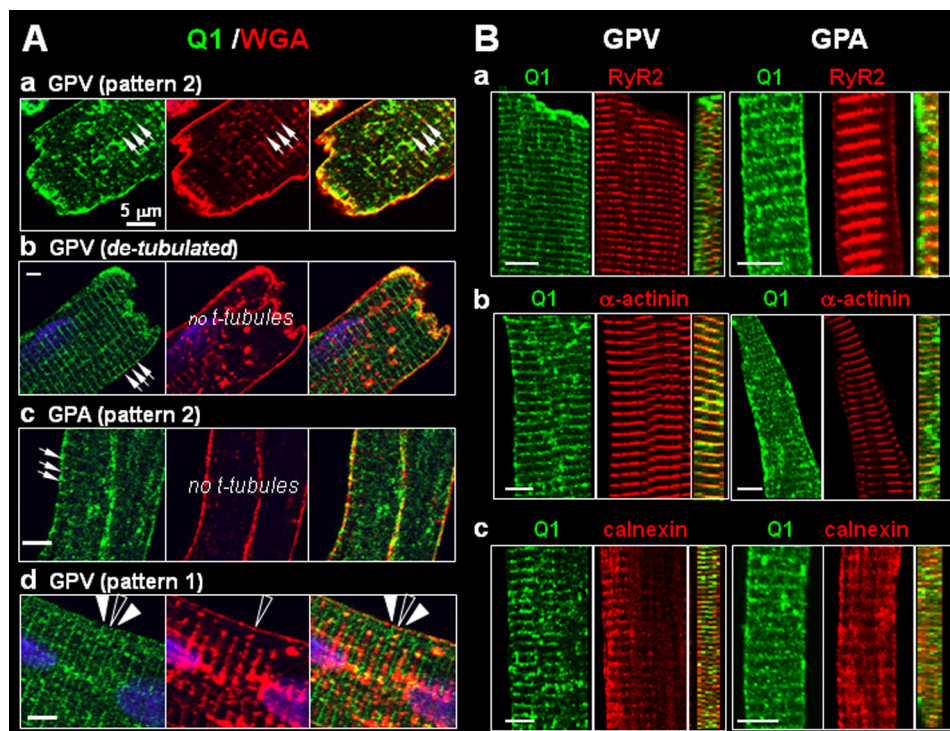 A
Q1 /WGA
a GPV (pattern 2)
5 μm
b GPV (de-tubulated)
no t-tubules
c GPA (pattern 2)
no t-tubules
d GPV (pattern 1)
B
GPV GPA
a Q1 RyR2 Q1 RyR2
b Q1 α-actinin Q1 α-actinin
c Q1 calnexin Q1 calnexin